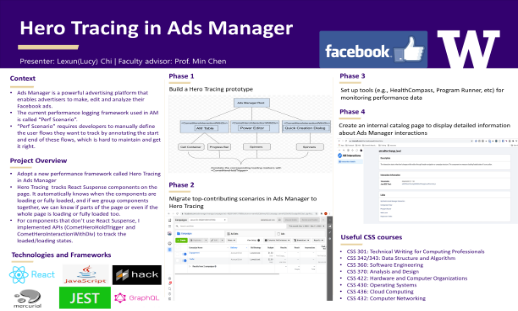 Hero Tracing in Ads Manager
Presenter: Lexun(Lucy) Chi | Faculty advisor: Prof. Min Chen
facebook
W
Context
• Ads Manager is a powerful advertising platform that
enables advertisers to make, edit and analyze their
Facebook ads.
• The current performance logging framework used in AM-
is called "Perf Scenario".
• "Perf Scenario" requires developers to manually define
the user flows they want to track by annotating the start
and end of these flows, which is hard to maintain and get
it right.
Project Overview
• Adopt a new performance framework called Hero Tracing
in Ads Manager
• Hero Tracing tracks React Suspense components on the
page. It automatically knows when the components are
loading or fully loaded, and if we group components
together, we can know if parts of the page or even if the
whole page is loading or fully loaded too.
• For components that don't use React Suspense, I
implemented APIs (CometHeroHoldTrigger and
CometHeroInteractionWithDiv) to track the
loaded/loading states.
Technologies and Frameworks
React
JavaScript
hack
mercurial
JEST
GraphQL
Phase 1
Build a Hero Tracing prototype
Ads Manager Root
Ad Type
Power Editor
Quick Creation Dialog
Phase 2
Migrate top-contributing scenarios in Ads Manager to
Hero Tracing
Phase 3
Set up tools (e.g., HealthCompass, Program Runner, etc) for
monitoring performance data
Phase 4
Create an internal catalog page to display detailed information
about Ads Manager interactions
Useful CSS courses
• CSS 301: Technical Writing for Computing Professionals
• CSS 342/343: Data Structure and Algorithm
• CSS 360: Software Engineering
• CSS 370: Analysis and Design
• CSS 422: Hardware and Computer Organizations
• CSS 430: Operating Systems
• CSS 436: Cloud Computing
• CSS 432: Computer Networking